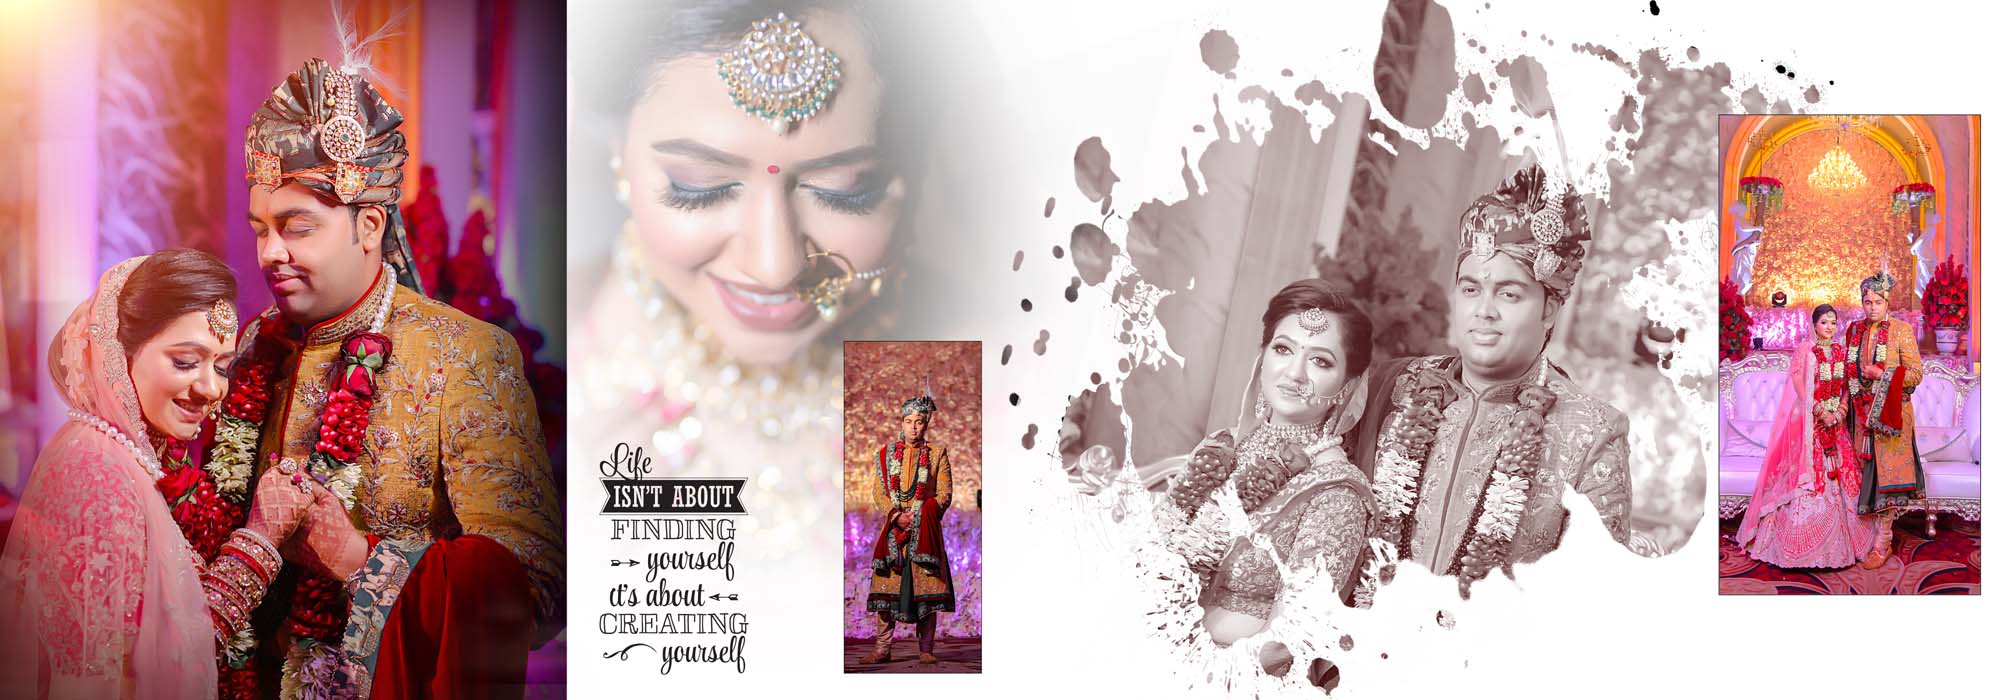 Life
ISN'T ABOUT
FINDING
yourself
it's about
CREATING
yourself